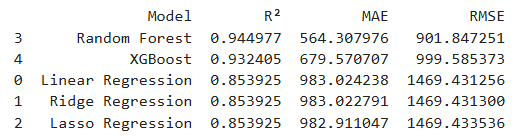 Model R² MAE RMSE
3 Random Forest 0.944977 564.307976 901.847251
4 XGBoost 0.932405 679.570707 999.585373
0 Linear Regression 0.853925 983.024238 1469.431256
1 Ridge Regression 0.853925 983.022791 1469.431300
2 Lasso Regression 0.853925 982.911047 1469.433536